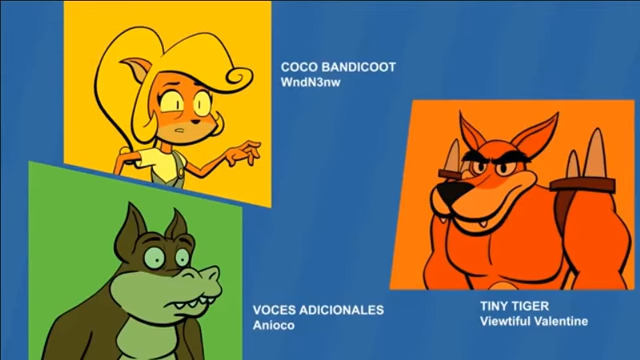 COCO BANDICOOT
WndN3nw
TINY TIGER
Viewtiful Valentine
VOCES ADICIONALES
Anioco